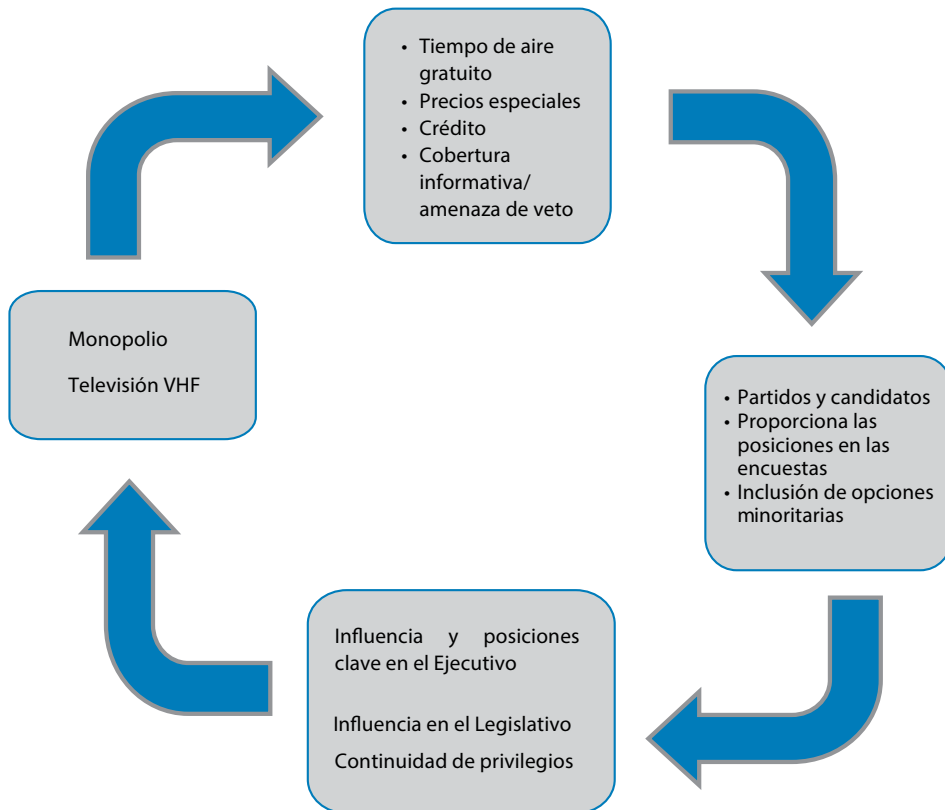 • Tiempo de aire
gratuito
• Precios especiales
• Crédito
• Cobertura
informativa/
amenaza de veto
Monopolio
Televisión VHF
• Partidos y candidatos
• Proporciona las
posiciones en las
encuestas
• Inclusión de opciones
minoritarias
Influencia y posiciones
clave en el Ejecutivo
Influencia en el Legislativo
Continuidad de privilegios